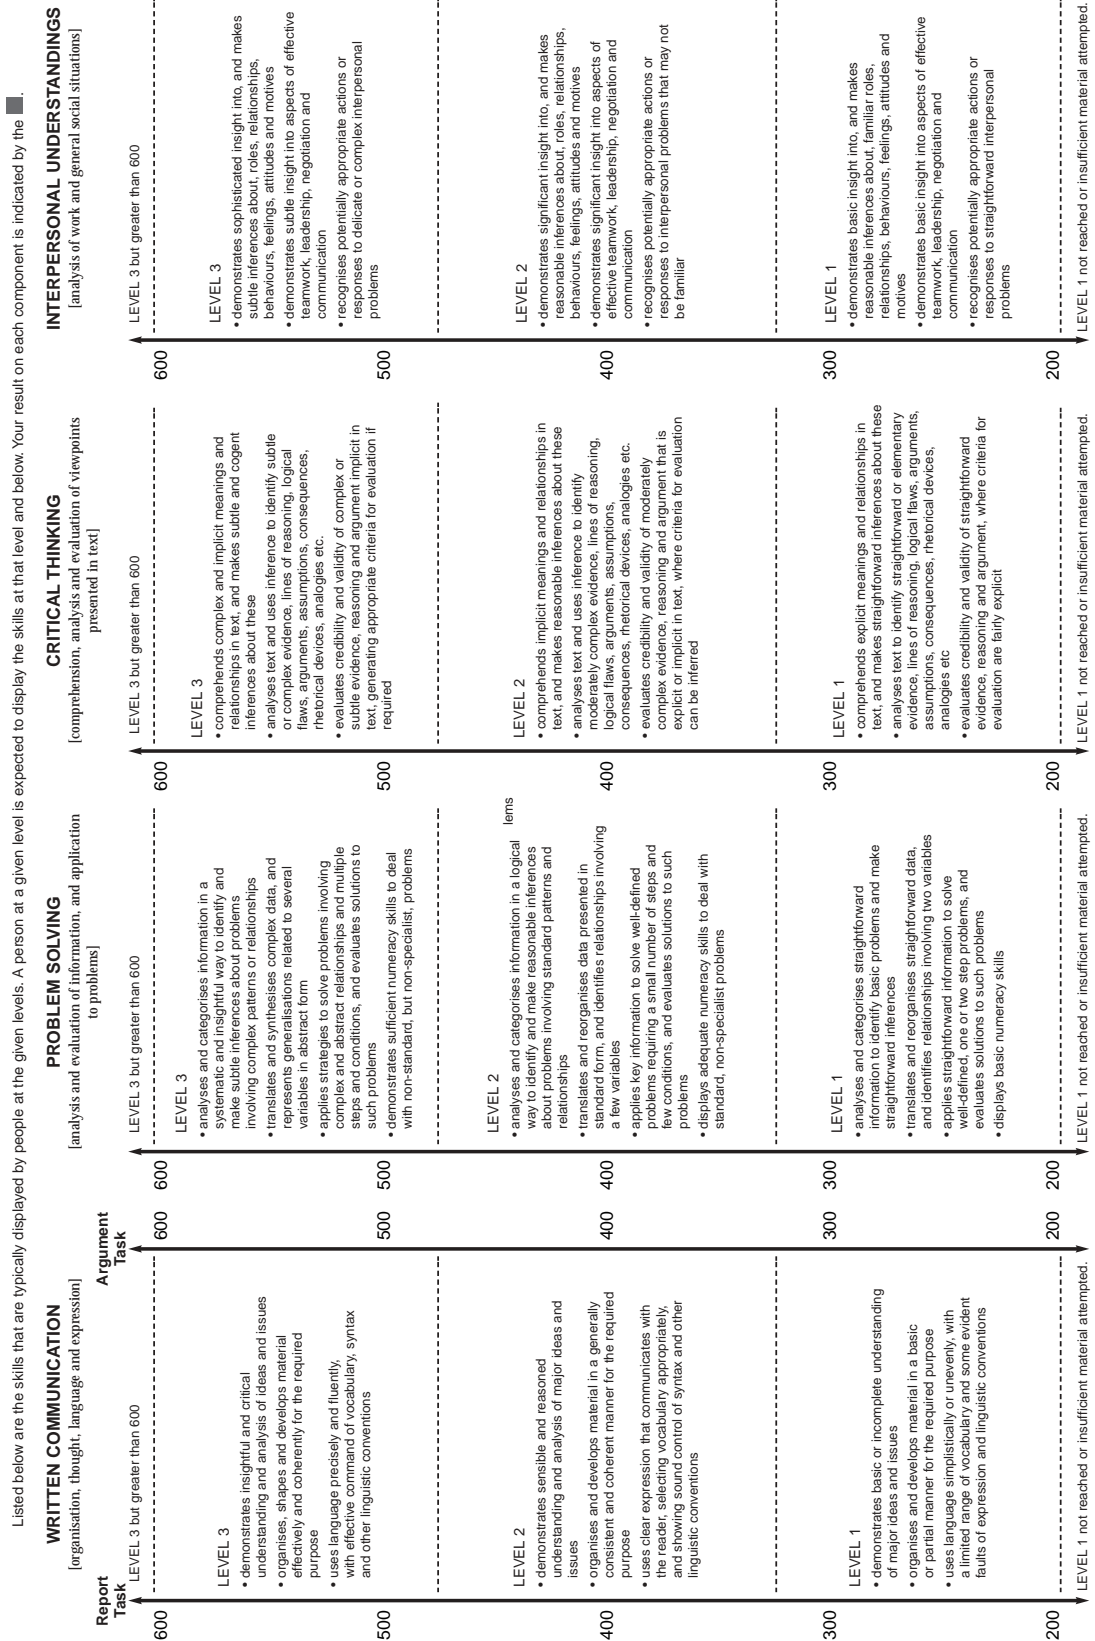 Listed below are the skills that are typically displayed by people at the given levels. A person at a given level is expected to display the skills at that level and below. Your result on each component is indicated by the ■.
WRITTEN COMMUNICATION
[organisation, thought, language and expression]
Report
Task
Argument
Task
600
500
400
300
200
600
500
400
300
200
LEVEL 3 but greater than 600
LEVEL 3
• demonstrates insightful and critical
understanding and analysis of ideas and issues
• organises, shapes and develops material
effectively and coherently for the required
purpose
• uses language precisely and fluently,
with effective command of vocabulary, syntax
and other linguistic conventions
LEVEL 2
• demonstrates sensible and reasoned
understanding and analysis of major ideas and
issues
• organises and develops material in a generally
consistent and coherent manner for the required
purpose
• uses clear expression that communicates with
the reader, selecting vocabulary appropriately,
and showing sound control of syntax and other
linguistic conventions
LEVEL 1
• demonstrates basic or incomplete understanding
of major ideas and issues
• organises and develops material in a basic
or partial manner for the required purpose
• uses language simplistically or unevenly, with
a limited range of vocabulary and some evident
faults of expression and linguistic conventions
LEVEL 1 not reached or insufficient material attempted.
PROBLEM SOLVING
[analysis and evaluation of information, and application
to problems]
600
500
400
300
200
LEVEL 3 but greater than 600
LEVEL 3
• analyses and categorises information in a
systematic and insightful way to identify and
make subtle inferences about problems
involving complex patterns or relationships
• translates and synthesises complex data, and
represents generalisations related to several
variables in abstract form
• applies strategies to solve problems involving
complex and abstract relationships and multiple
steps and conditions, and evaluates solutions to
such problems
• demonstrates sufficient numeracy skills to deal
with non-standard, but non-specialist, problems
LEVEL 2
lems
• analyses and categorises information in a logical
way to identify and make reasonable inferences
about problems involving standard patterns and
relationships
• translates and reorganises data presented in
standard form, and identifies relationships involving
a few variables
• applies key information to solve well-defined
problems requiring a small number of steps and
few conditions, and evaluates solutions to such
problems
• displays adequate numeracy skills to deal with
standard, non-specialist problems
LEVEL 1
• analyses and categorises straightforward
information to identify basic problems and make
straightforward inferences
• translates and reorganises straightforward data,
and identifies relationships involving two variables
• applies straightforward information to solve
well-defined, one or two step problems, and
evaluates solutions to such problems
• displays basic numeracy skills
LEVEL 1 not reached or insufficient material attempted.
CRITICAL THINKING
[comprehension, analysis and evaluation of viewpoints
presented in text]
600
500
400
300
200
LEVEL 3 but greater than 600
LEVEL 3
• comprehends complex and implicit meanings and
relationships in text, and makes subtle and cogent
inferences about these
• analyses text and uses inference to identify subtle
or complex evidence, lines of reasoning, logical
flaws, arguments, assumptions, consequences,
rhetorical devices, analogies etc.
• evaluates credibility and validity of complex or
subtle evidence, reasoning and argument implicit in
text, generating appropriate criteria for evaluation if
required
LEVEL 2
• comprehends implicit meanings and relationships in
text, and makes reasonable inferences about these
• analyses text and uses inference to identify
moderately complex evidence, lines of reasoning,
logical flaws, arguments, assumptions,
consequences, rhetorical devices, analogies etc.
• evaluates credibility and validity of moderately
complex evidence, reasoning and argument that is
explicit or implicit in text, where criteria for evaluation
can be inferred
LEVEL 1
• comprehends explicit meanings and relationships in
text, and makes straightforward inferences about these
• analyses text to identify straightforward or elementary
evidence, lines of reasoning, logical flaws, arguments,
assumptions, consequences, rhetorical devices,
analogies etc
• evaluates credibility and validity of straightforward
evidence, reasoning and argument, where criteria for
evaluation are fairly explicit
LEVEL 1 not reached or insufficient material attempted.
INTERPERSONAL UNDERSTANDINGS
[analysis of work and general social situations]
600
500
400
300
200
LEVEL 3 but greater than 600
LEVEL 3
• demonstrates sophisticated insight into, and makes
subtle inferences about, roles, relationships,
behaviours, feelings, attitudes and motives
• demonstrates subtle insight into aspects of effective
teamwork, leadership, negotiation and
communication
• recognises potentially appropriate actions or
responses to delicate or complex interpersonal
problems
LEVEL 2
• demonstrates significant insight into, and makes
reasonable inferences about, roles, relationships,
behaviours, feelings, attitudes and motives
• demonstrates significant insight into aspects of
effective teamwork, leadership, negotiation and
communication
• recognises potentially appropriate actions or
responses to interpersonal problems that may not
be familiar
LEVEL 1
• demonstrates basic insight into, and makes
reasonable inferences about, familiar roles,
relationships, behaviours, feelings, attitudes and
motives
• demonstrates basic insight into aspects of effective
teamwork, leadership, negotiation and
communication
• recognises potentially appropriate actions or
responses to straightforward interpersonal
problems
LEVEL 1 not reached or insufficient material attempted.